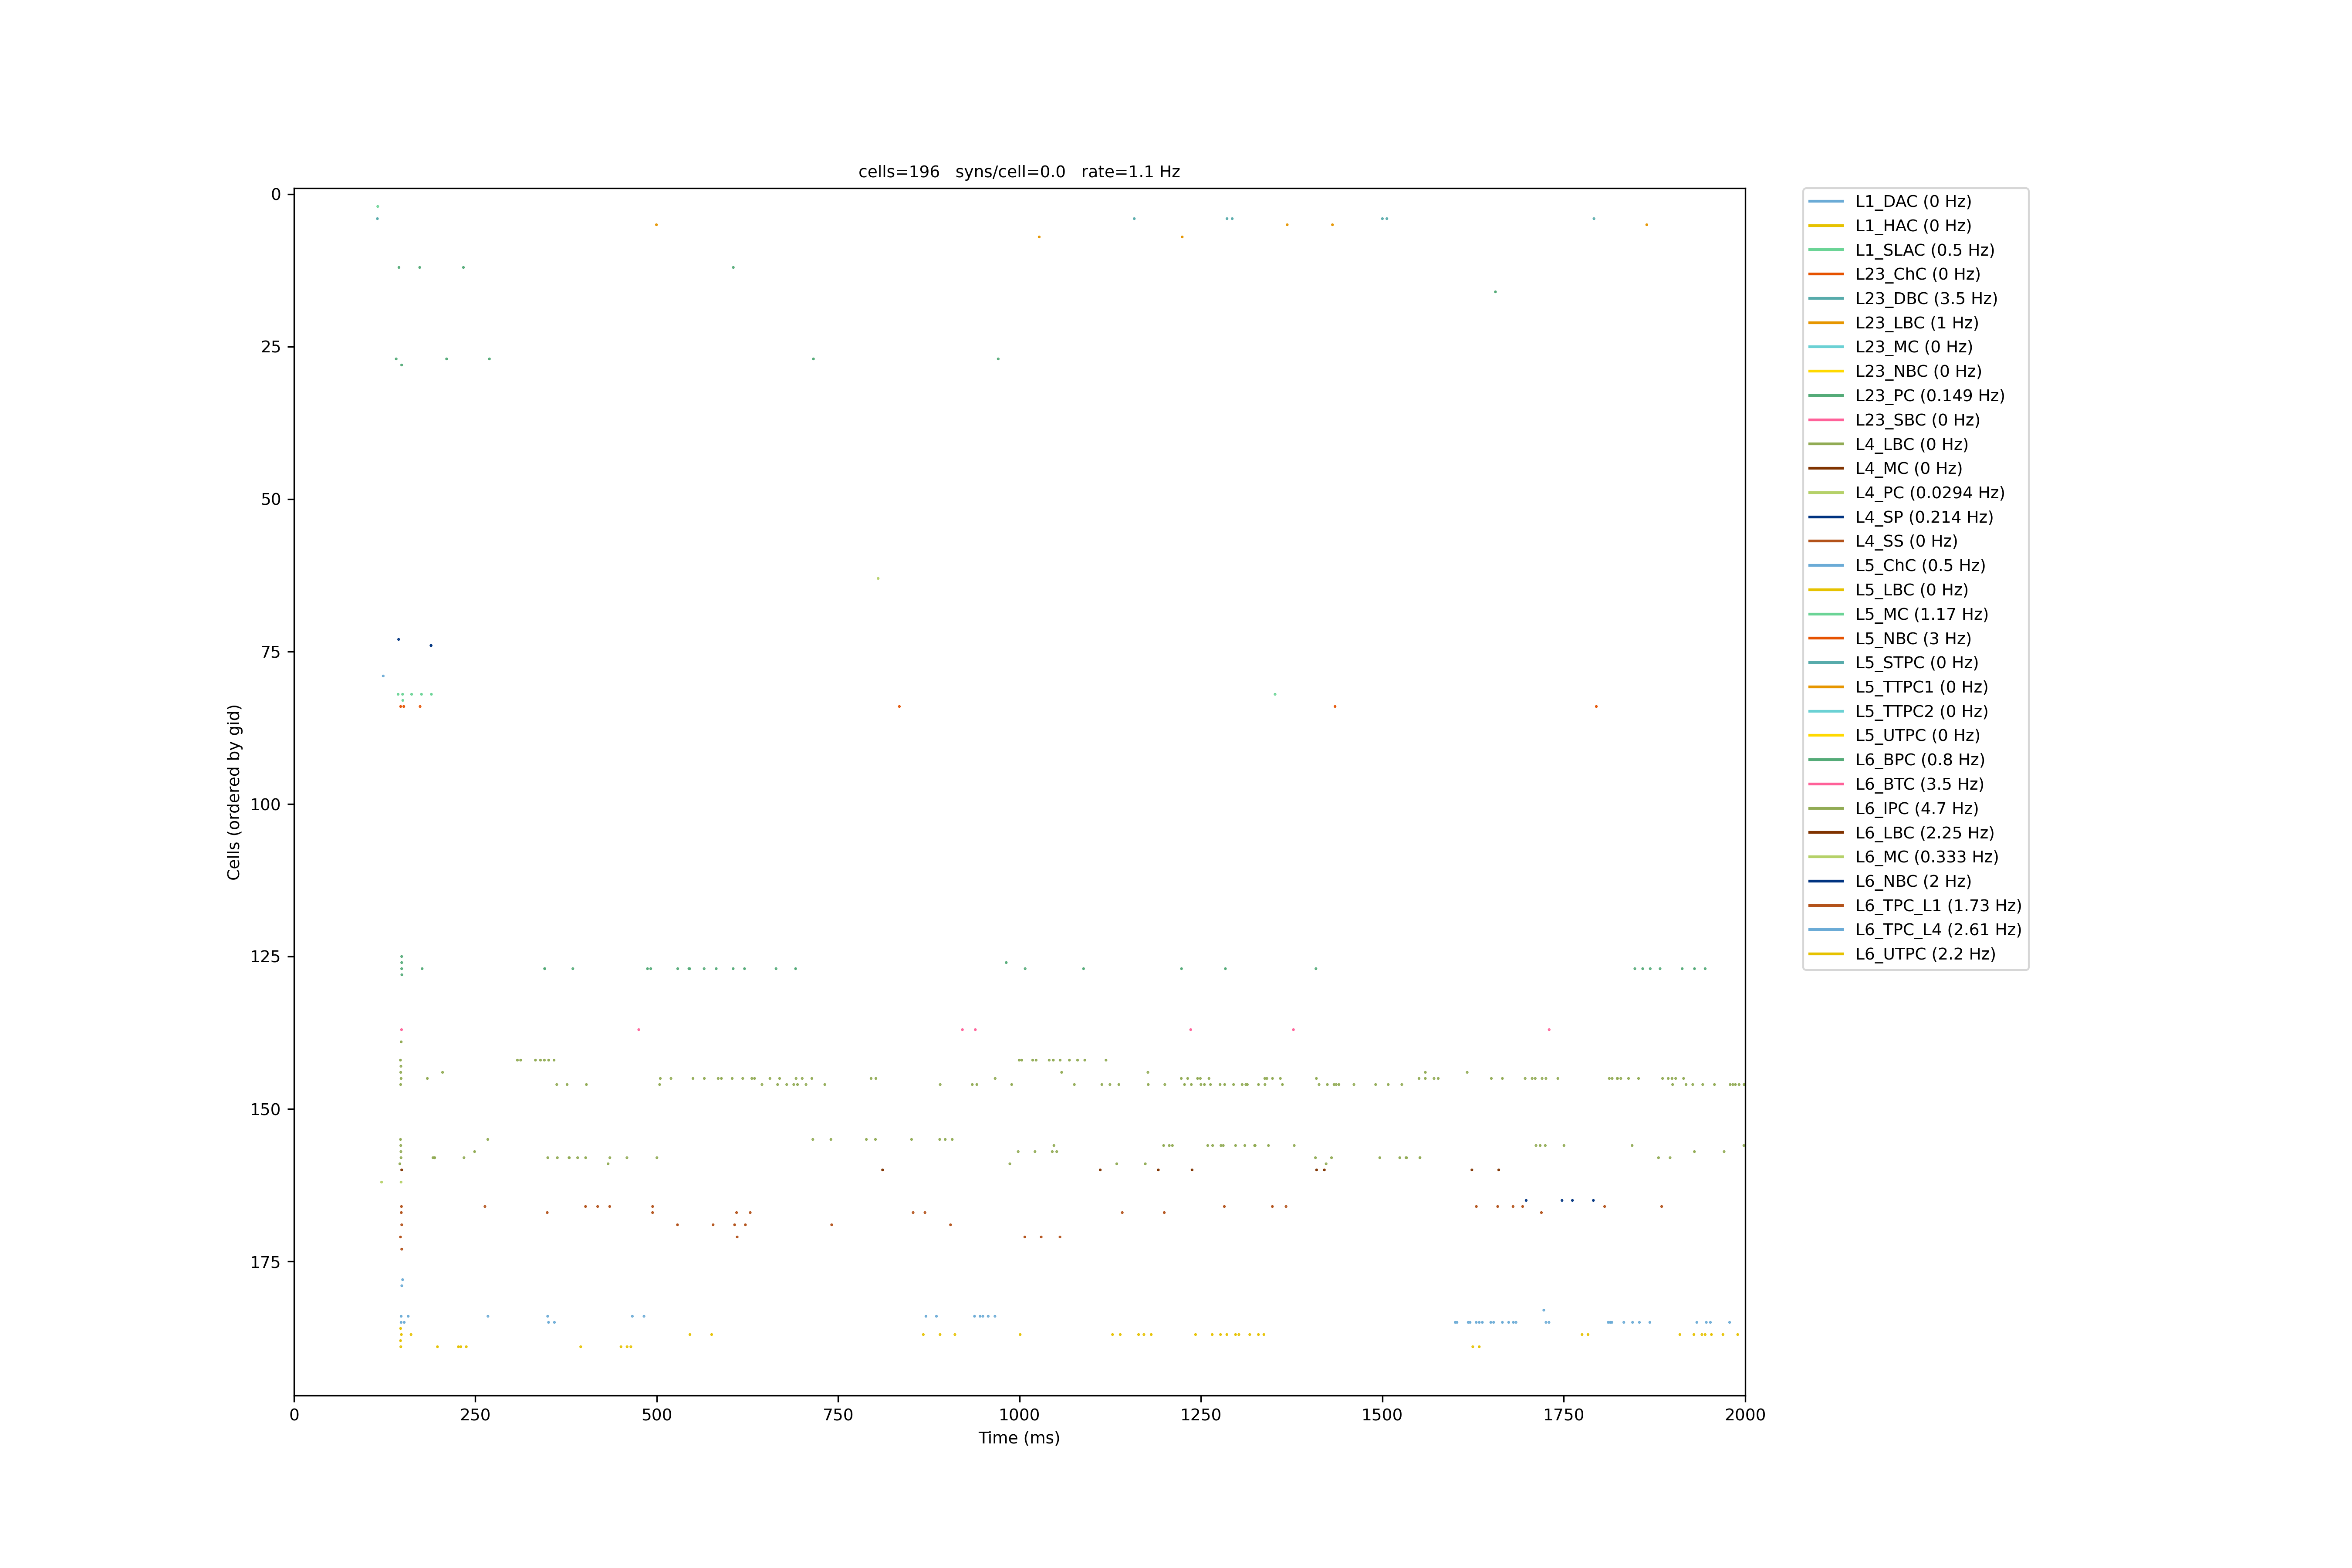 cells=196   syns/cell=0.0   rate=1.1 Hz
0
25
50
75
100
125
150
175
Cells (ordered by gid)
0 250 500 750 1000 1250 1500 1750 2000
Time (ms)
L1_DAC (0 Hz)
L1_HAC (0 Hz)
L1_SLAC (0.5 Hz)
L23_ChC (0 Hz)
L23_DBC (3.5 Hz)
L23_LBC (1 Hz)
L23_MC (0 Hz)
L23_NBC (0 Hz)
L23_PC (0.149 Hz)
L23_SBC (0 Hz)
L4_LBC (0 Hz)
L4_MC (0 Hz)
L4_PC (0.0294 Hz)
L4_SP (0.214 Hz)
L4_SS (0 Hz)
L5_ChC (0.5 Hz)
L5_LBC (0 Hz)
L5_MC (1.17 Hz)
L5_NBC (3 Hz)
L5_STPC (0 Hz)
L5_TTPC1 (0 Hz)
L5_TTPC2 (0 Hz)
L5_UTPC (0 Hz)
L6_BPC (0.8 Hz)
L6_BTC (3.5 Hz)
L6_IPC (4.7 Hz)
L6_LBC (2.25 Hz)
L6_MC (0.333 Hz)
L6_NBC (2 Hz)
L6_TPC_L1 (1.73 Hz)
L6_TPC_L4 (2.61 Hz)
L6_UTPC (2.2 Hz)